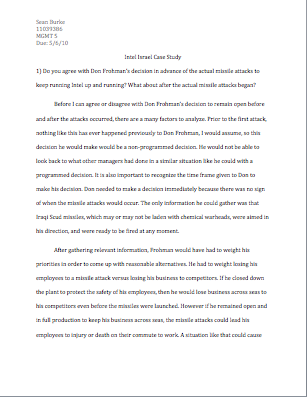 Sean Burke
11039386
MGMT 5
Due: 5/6/10
Intel Israel Case Study
1) Do you agree with Don Frohman's decision in advance of the actual missile attacks to
keep running Intel up and running? What about after the actual missile attacks began?
Before I can agree or disagree with Don Frohman's decision to remain open before
and after the attacks occurred, there are a many factors to analyze. Prior to the first attack,
nothing like this has ever happened previously to Don Frohman, I would assume, so this
decision he would make would be a non-programmed decision. He would not be able to
look back to what other managers had done in a similar situation like he could with a
programmed decision. It is also important to recognize the time frame given to Don to
make his decision. Don needed to make a decision immediately because there was no sign
of when the missile attacks would occur. The only information he could gather was that
Iraqi Scud missiles, which may or may not be laden with chemical warheads, were aimed in
his direction, and were ready to be fired at any moment.
After gathering relevant information, Frohman would have had to weight his
priorities in order to come up with reasonable alternatives. He had to weight losing his
employees to a missile attack versus losing his business to competitors. If he closed down
the plant to protect the safety of his employees, then he would lose business across seas to
his competitors even before the missiles were launched. However if he remained open and
in full production to keep his business across seas, the missile attacks could lead his
employees to injury or death on their commute to work. A situation like that could cause